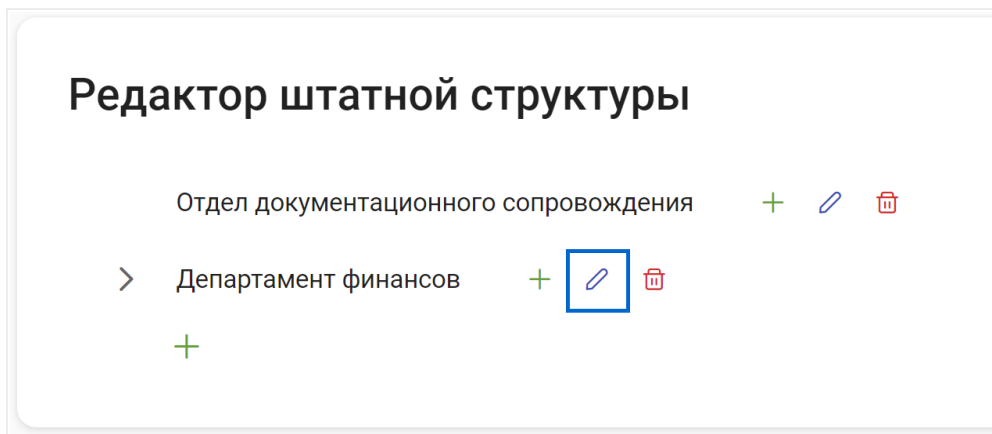 Редактор штатной структуры
Отдел документационного сопровождения
Департамент финансов